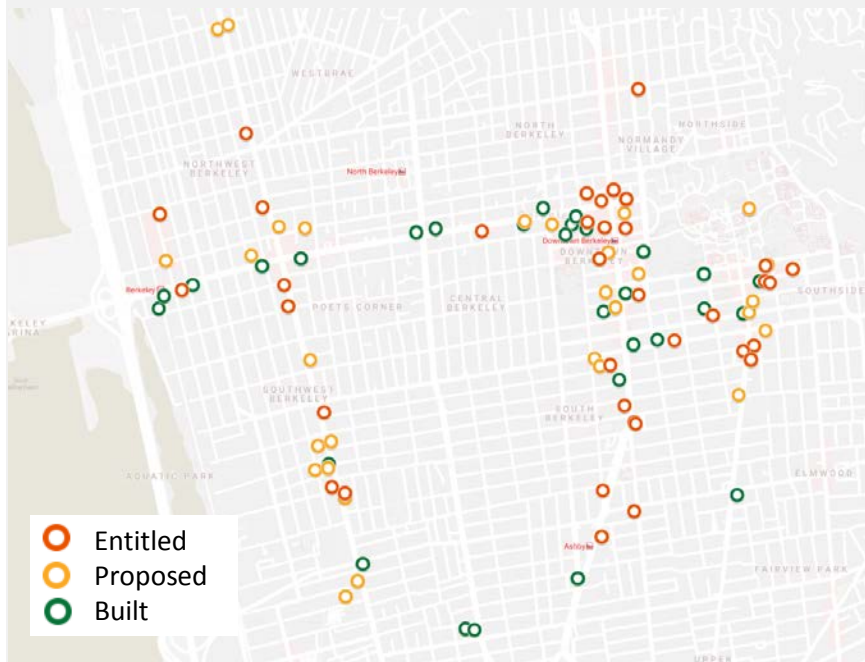 WESTBRAE
NORTH
BERKELEY
NORTHSIDE
NORMANDY
VILLAGE
NORTHWEST
BERKELEY
North Berkeley
Downtown Berkeley
DOWNTOWN
BERKELEY
Berkeley
SOUTHSIDE
POETS CORNER
CENTRAL
BERKELEY
KELEY
ARINA
SOUTHWEST
BERKELEY
SOUTH
BERKELEY
AQUATIC PARK
ELMWOOD
Entitled
Proposed
Built
Ashby
FAIRVIEW PARK
UPPER